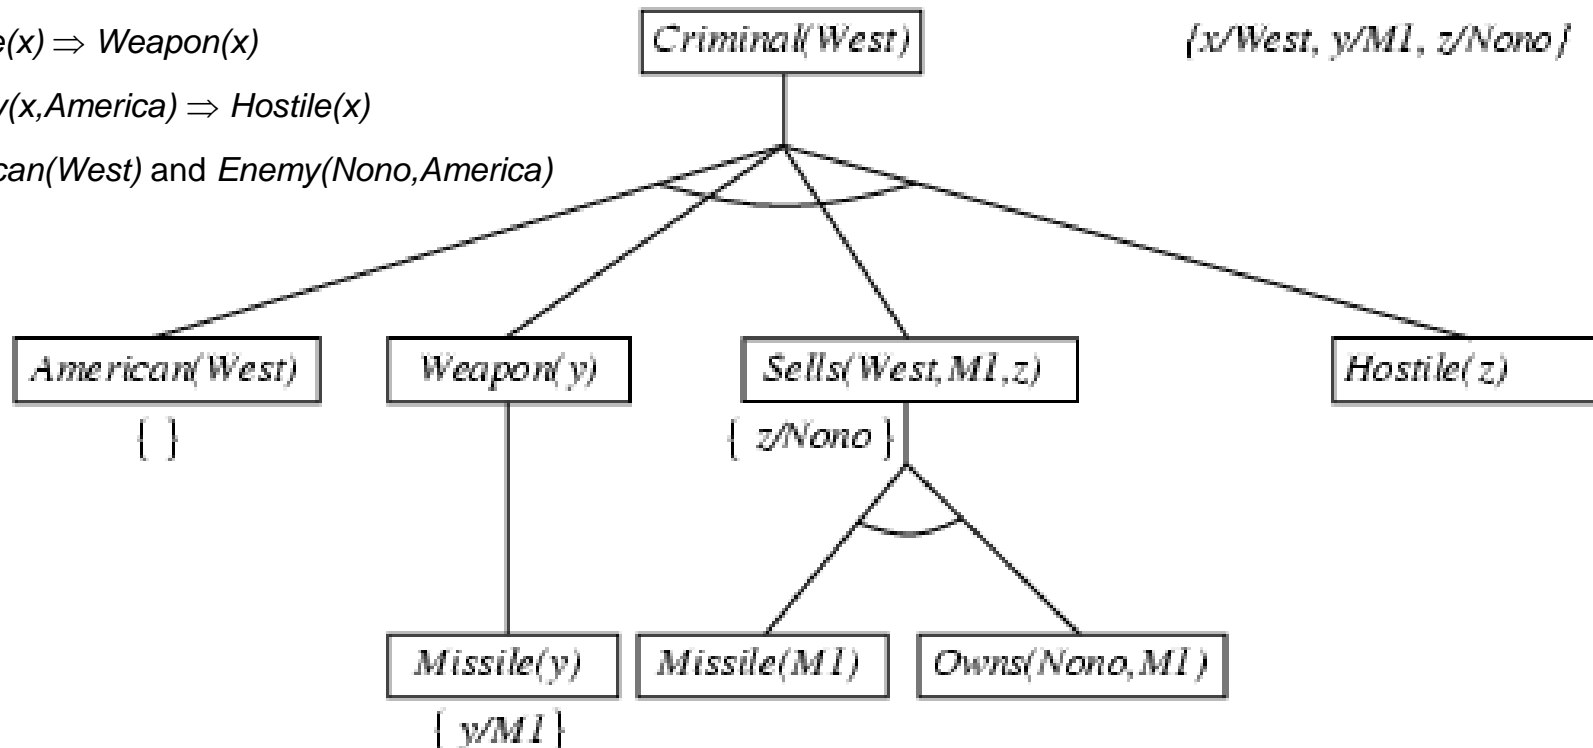 e(x) ⇒ Weapon(x)
y(x,America) ⇒ Hostile(x)
can(West) and Enemy(Nono,America)
Criminal(West)
{x/West, y/M1, z/Nono}
American(West)
Weapon(y)
Sells(West,M1,z)
Hostile(z)
{ }
{ z/Nono }
Missile(y)
Missile(M1)
Owns(Nono,M1)
{ y/M1}